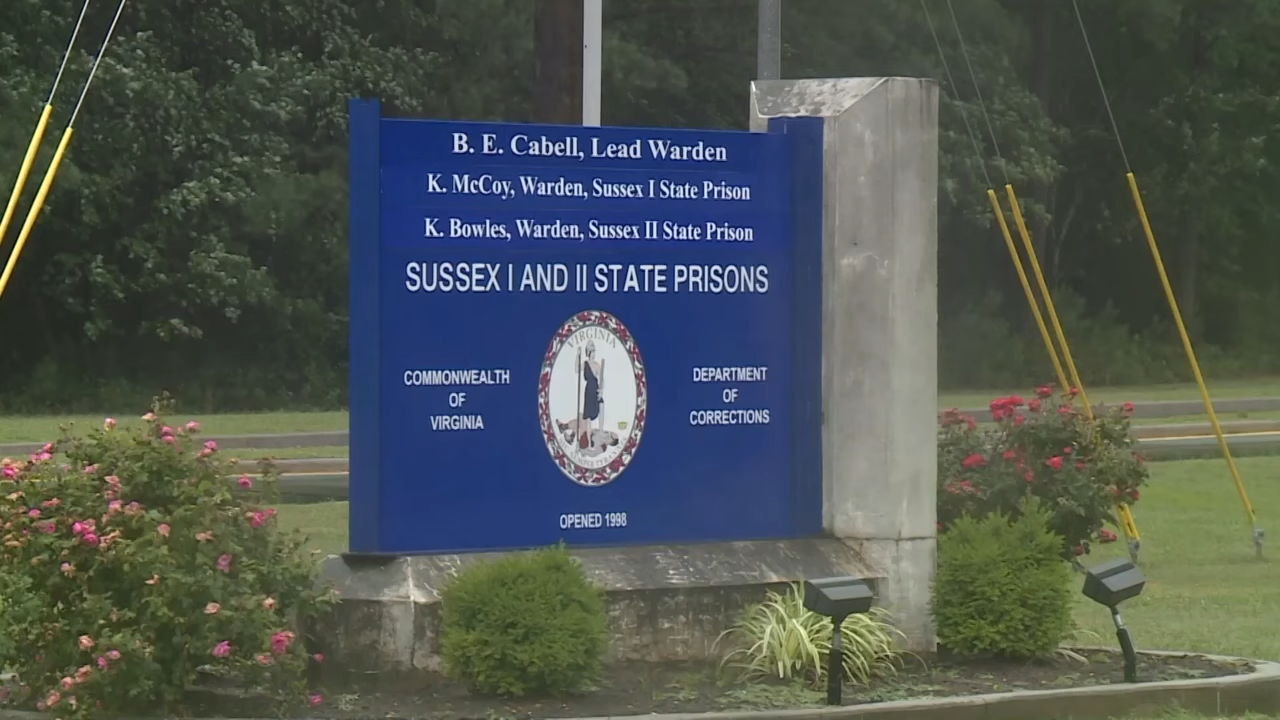 B. E. Cabell, Lead Warden
K. McCoy, Warden, Sussex I State Prison
K. Bowles, Warden, Sussex II State Prison
SUSSEX I AND II STATE PRISONS
VIRGINIA
COMMONWEALTH
OF
VIRGINIA
DEPARTMENT
OF
CORRECTIONS
OPENED 1998